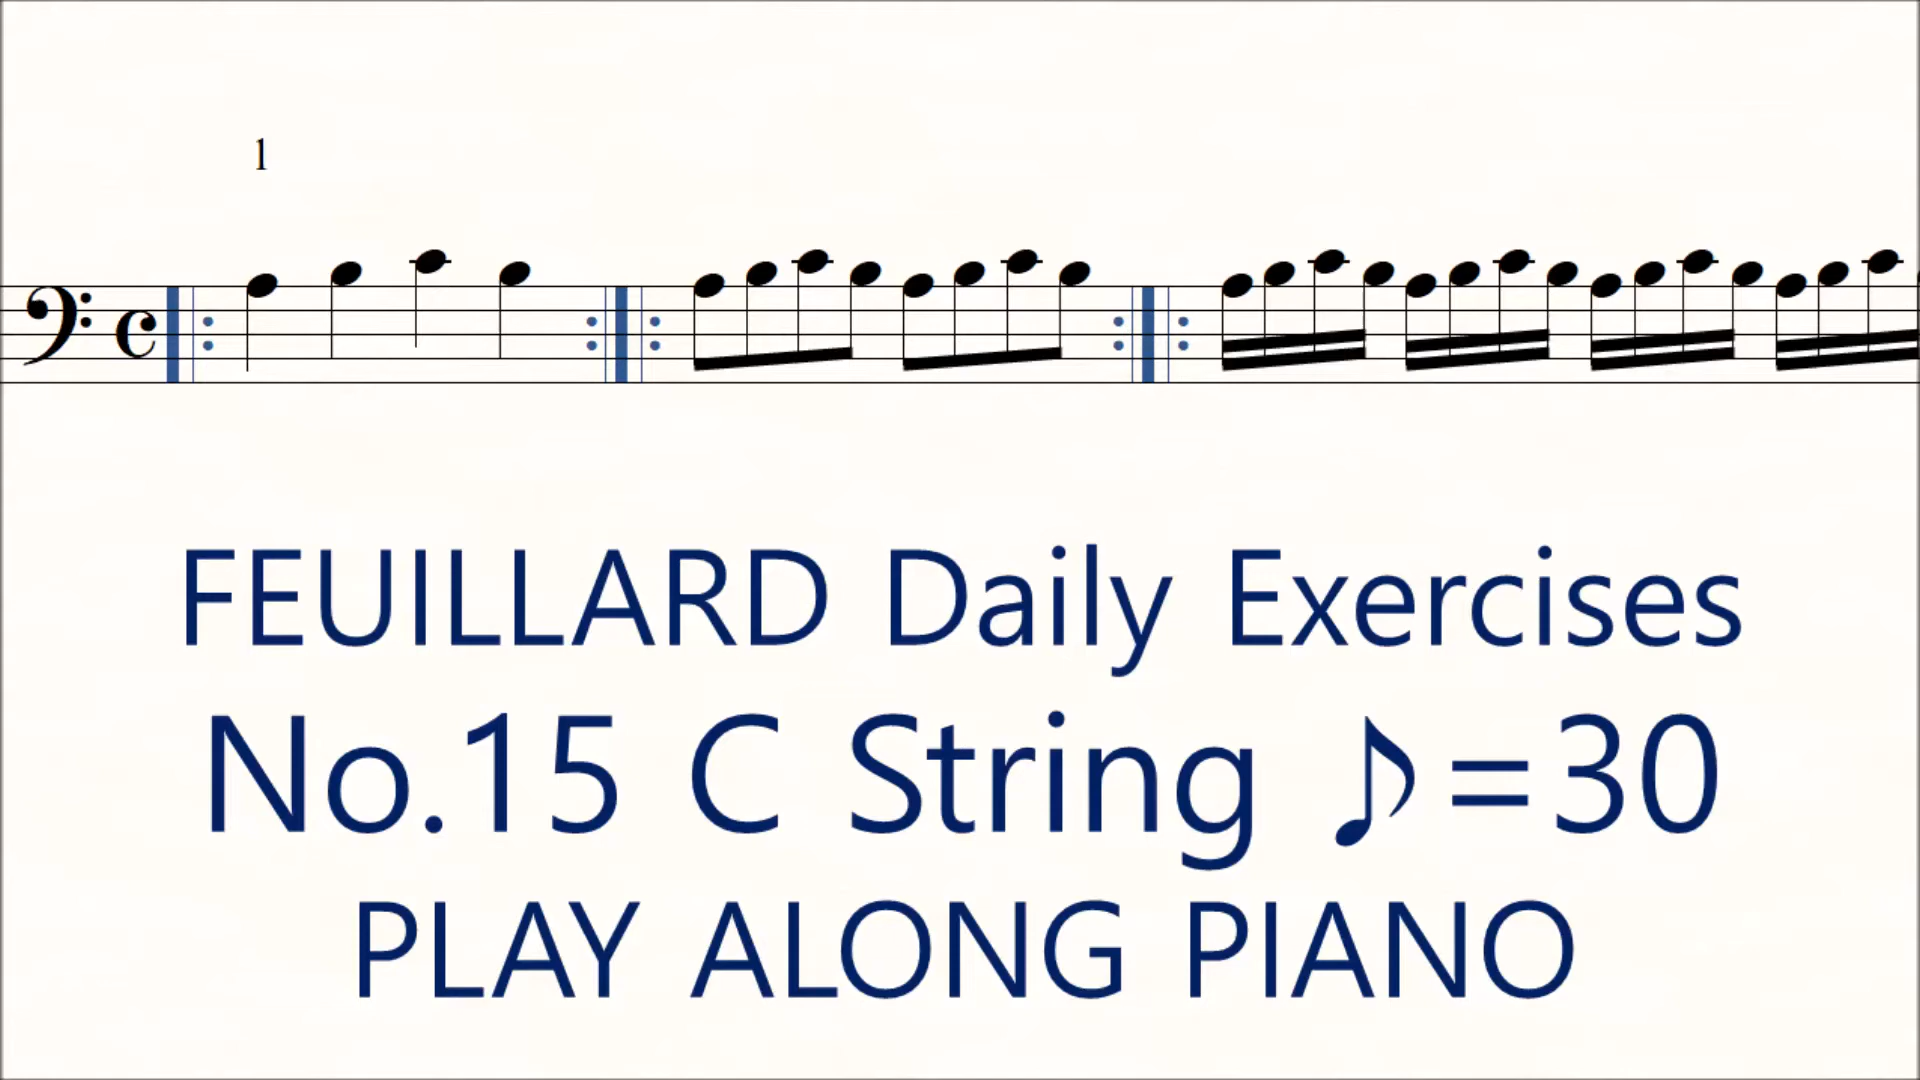 1
FEUILLARD Daily Exercises
No.15 C String ♪=30
PLAY ALONG PIANO